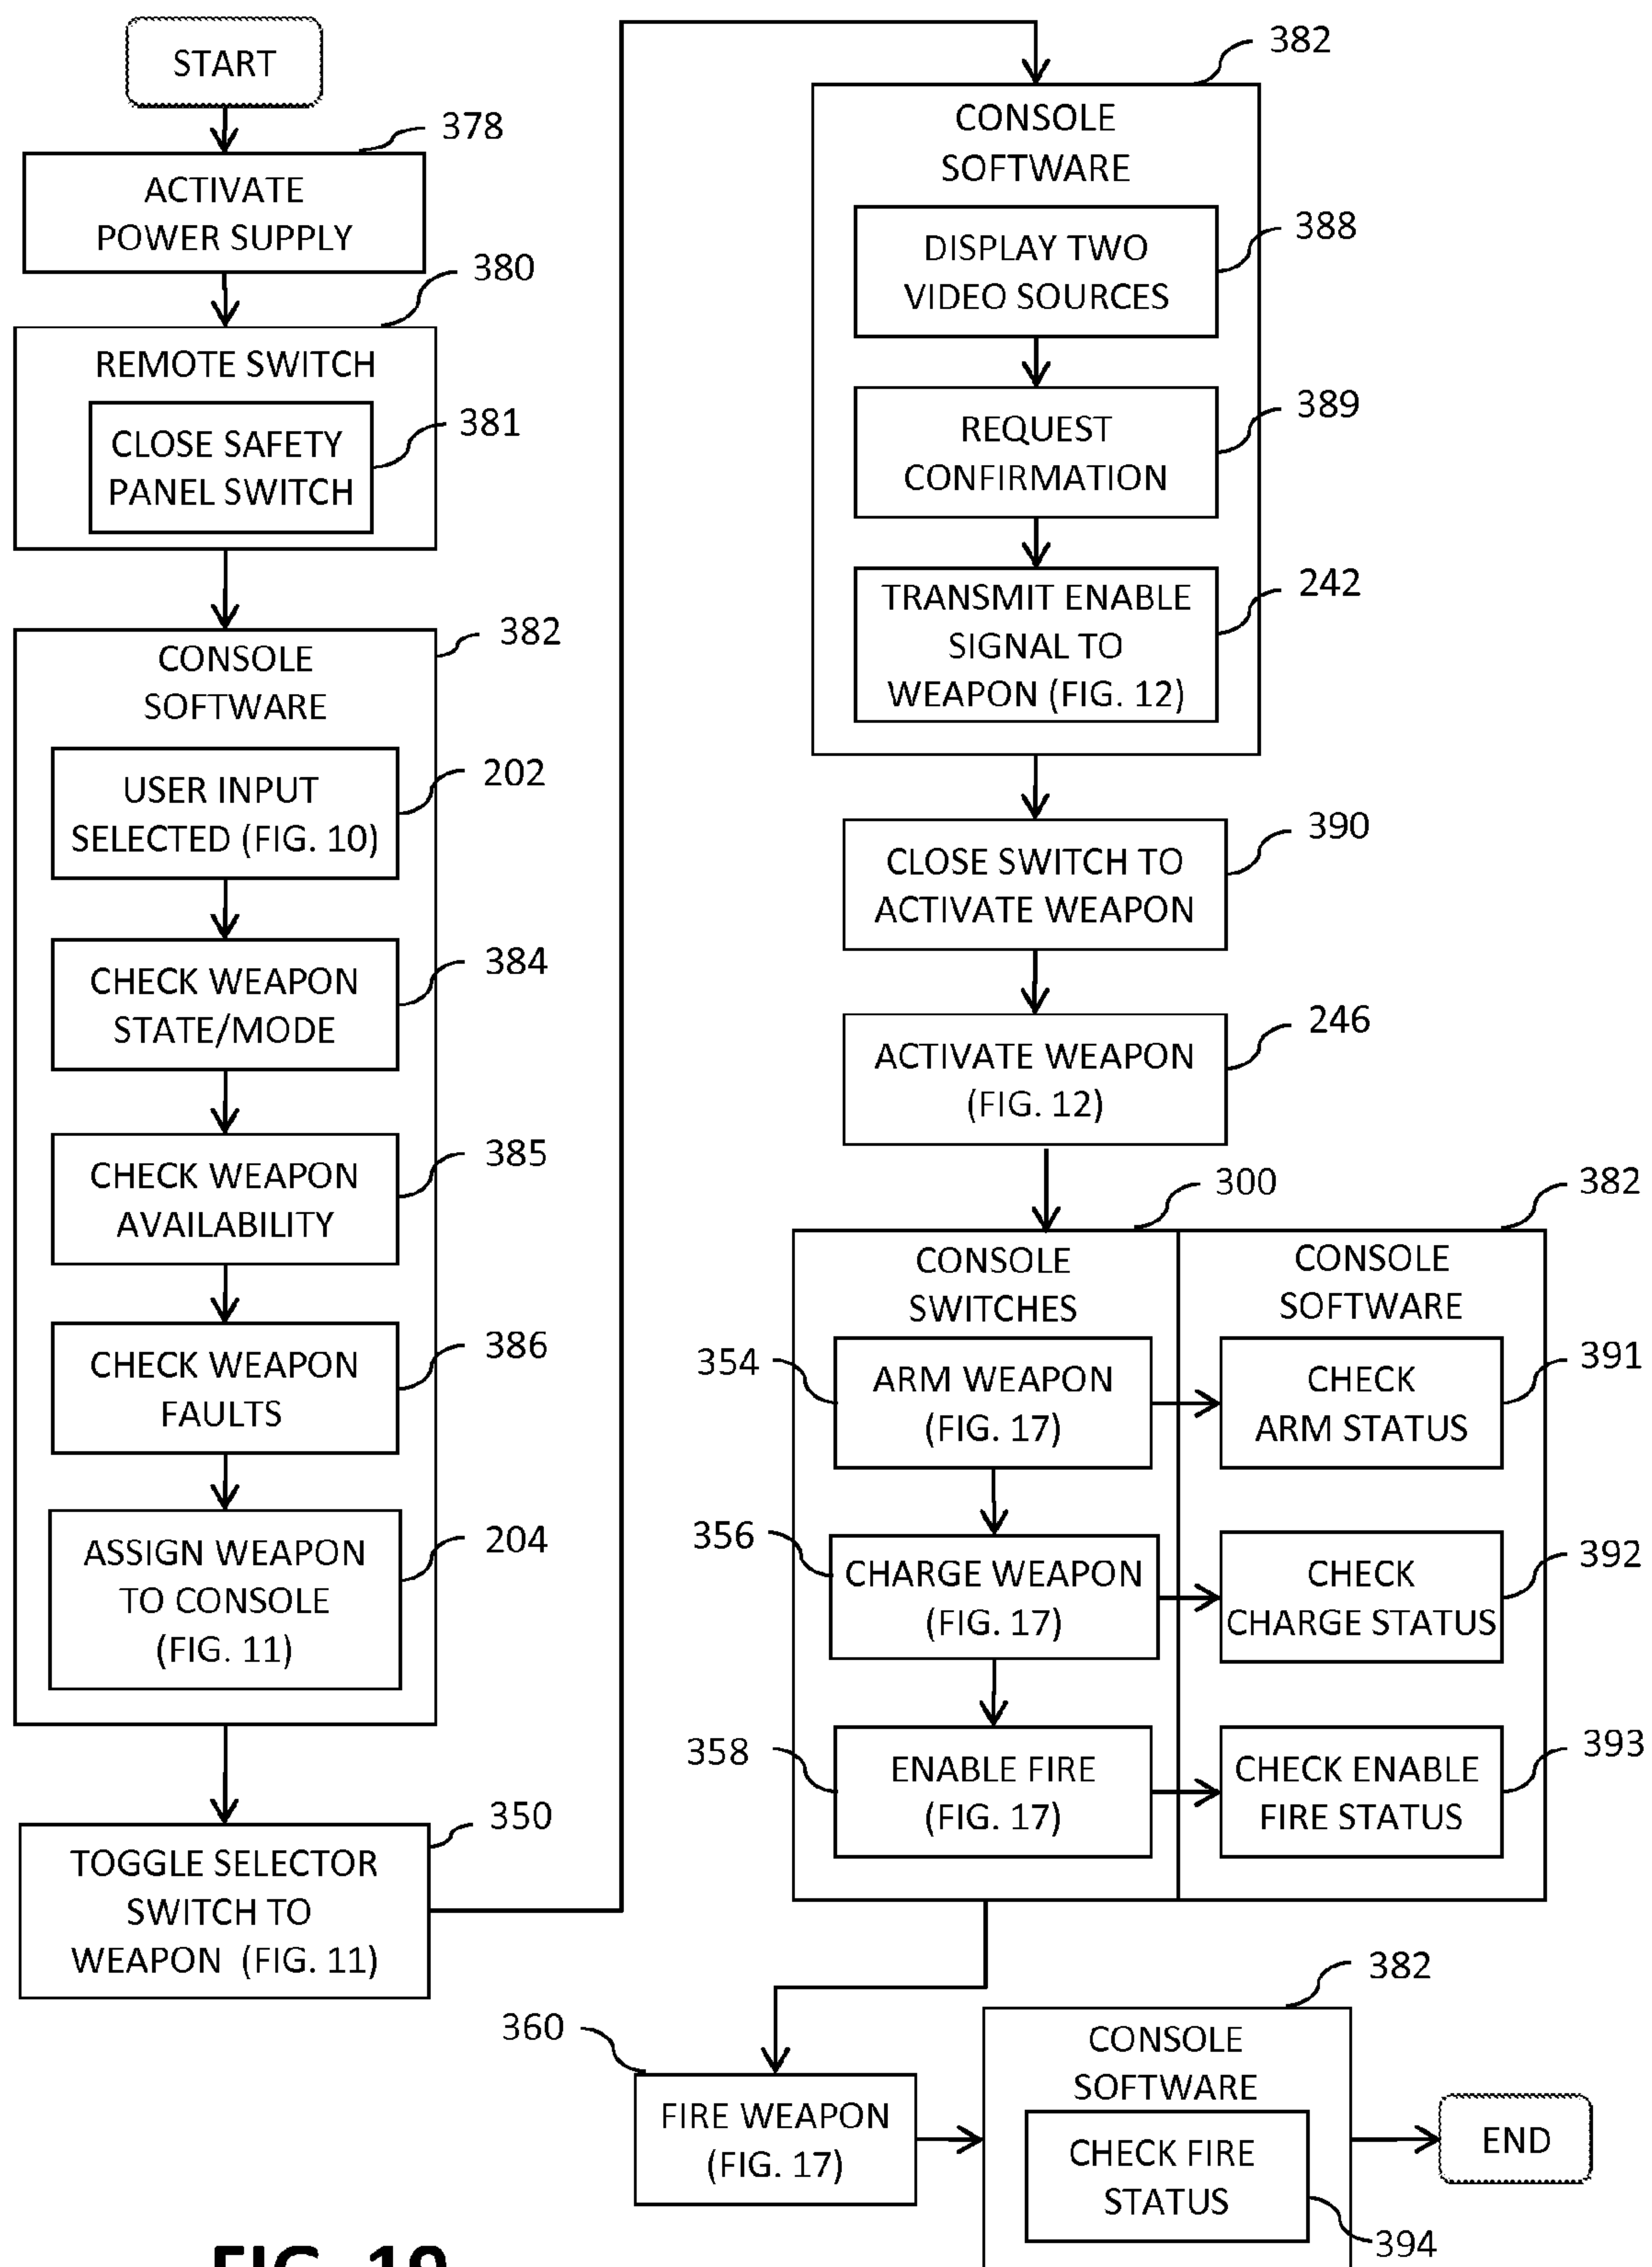 START
378
ACTIVATE
POWER SUPPLY
380
REMOTE SWITCH
381
CLOSE SAFETY
PANEL SWITCH
382
CONSOLE
SOFTWARE
202
USER INPUT
SELECTED (FIG. 10)
384
CHECK WEAPON
STATE/MODE
385
CHECK WEAPON
AVAILABILITY
386
CHECK WEAPON
FAULTS
204
ASSIGN WEAPON
TO CONSOLE
(FIG. 11)
350
TOGGLE SELECTOR
SWITCH TO
WEAPON (FIG. 11)
382
CONSOLE
SOFTWARE
388
DISPLAY TWO
VIDEO SOURCES
389
REQUEST
CONFIRMATION
242
TRANSMIT ENABLE
SIGNAL TO
WEAPON (FIG. 12)
390
CLOSE SWITCH TO
ACTIVATE WEAPON
246
ACTIVATE WEAPON
(FIG. 12)
300
CONSOLE
SWITCHES
382
CONSOLE
SOFTWARE
354
ARM WEAPON
(FIG. 17)
391
CHECK
ARM STATUS
356
CHARGE WEAPON
(FIG. 17)
392
CHECK
CHARGE STATUS
358
ENABLE FIRE
(FIG. 17)
393
CHECK ENABLE
FIRE STATUS
360
FIRE WEAPON
(FIG. 17)
382
CONSOLE
SOFTWARE
CHECK FIRE
STATUS
394
END
FIG. 19